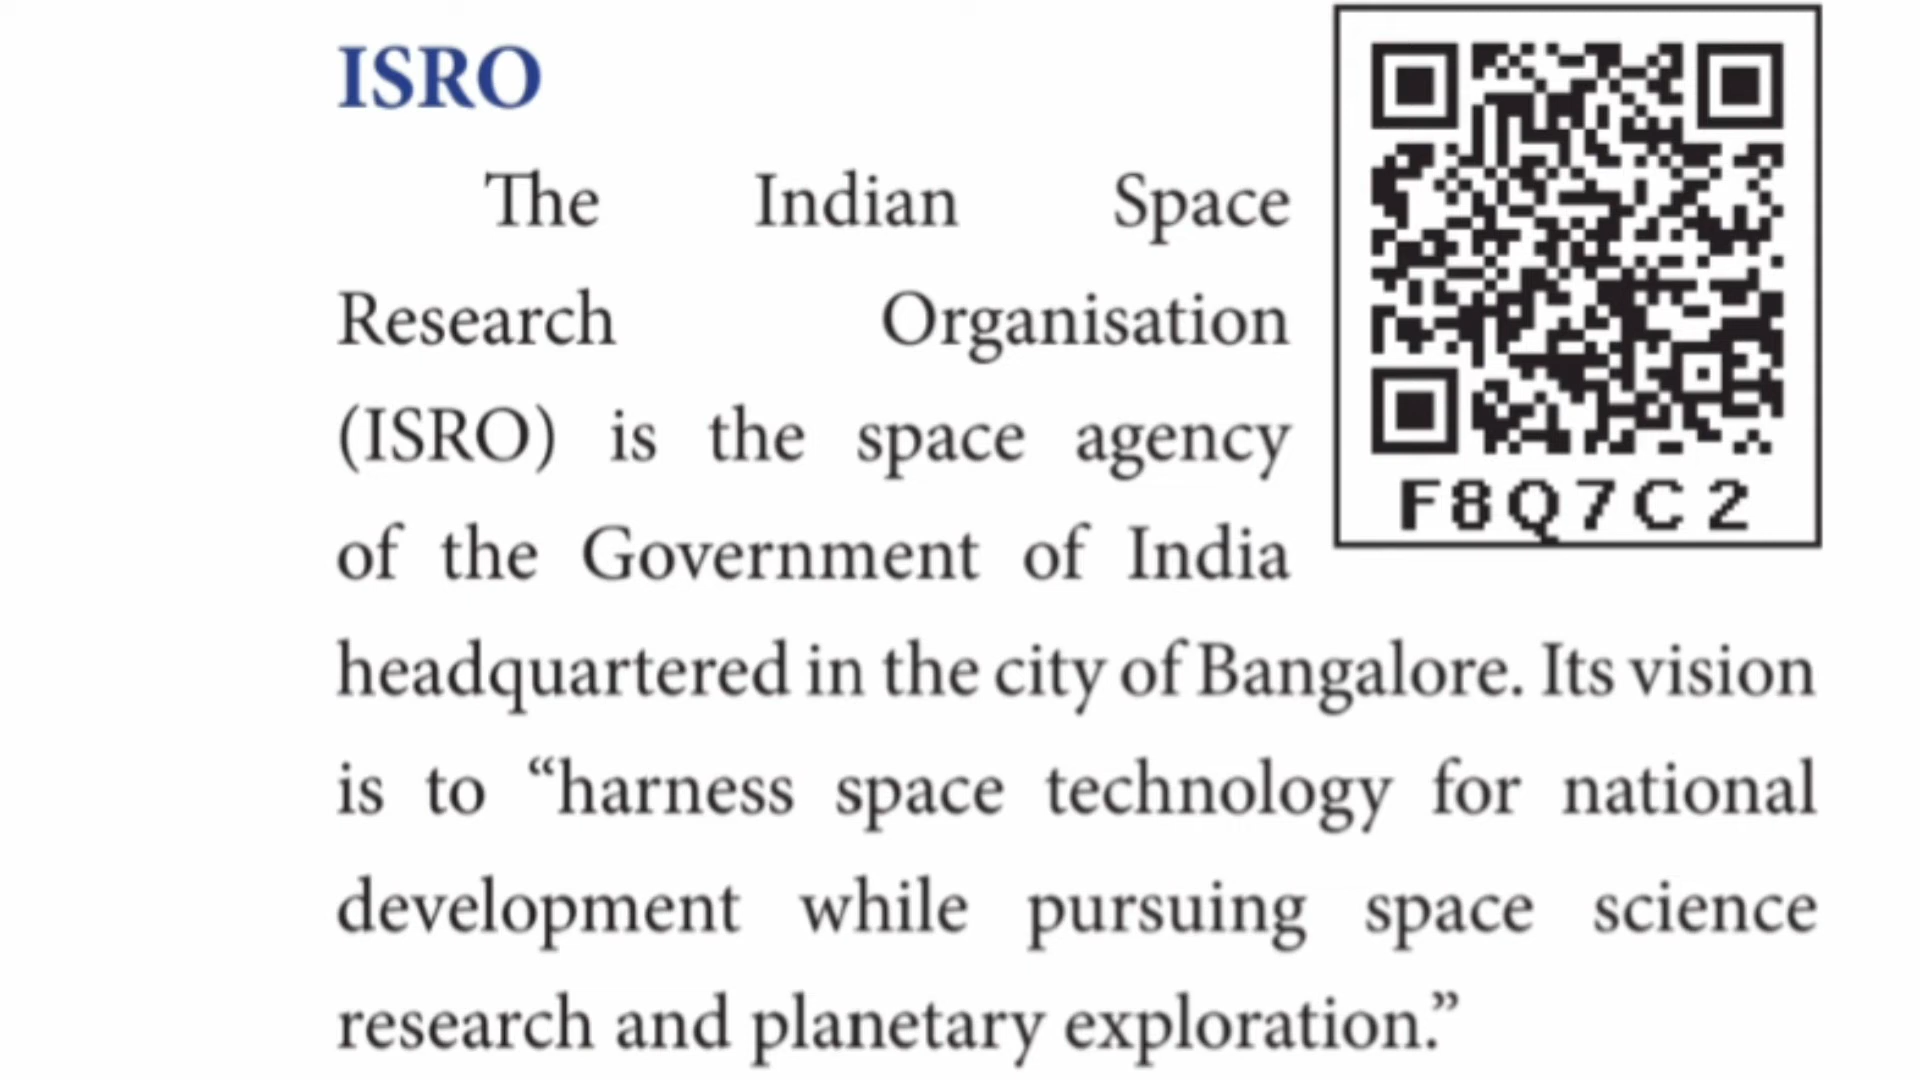 ISRO
The Indian Space
Research Organisation
(ISRO) is the space agency
of the Government of India
headquartered in the city of Bangalore. Its vision
is to “harness space technology for national
development while pursuing space science
research and planetary exploration.”
F8Q7C2